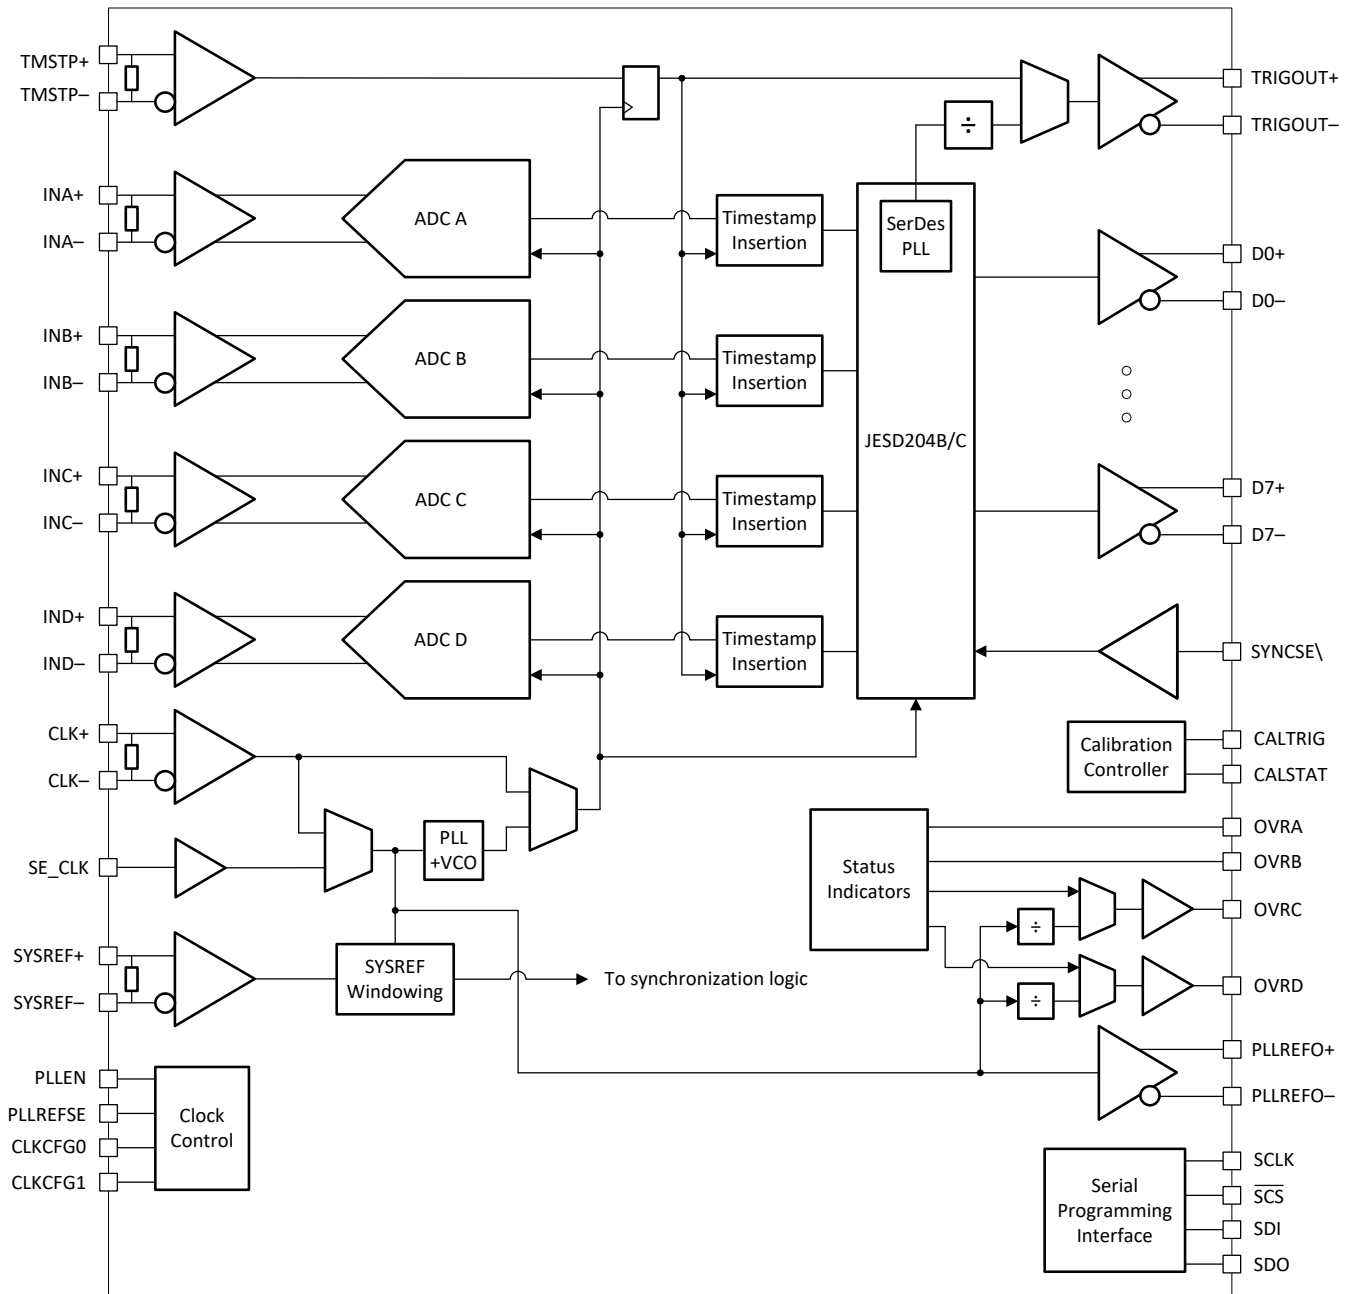 TMSTP+
TMSTP–
÷
TRIGOUT+
TRIGOUT–
INA+
INA–
ADC A
Timestamp
Insertion
SerDes
PLL
D0+
D0–
INB+
INB–
ADC B
Timestamp
Insertion
JESD204B/C
INC+
INC–
ADC C
Timestamp
Insertion
D7+
D7–
IND+
IND–
ADC D
Timestamp
Insertion
SYNCSE\
CLK+
CLK–
Calibration
Controller
CALTRIG
CALSTAT
SE_CLK
PLL
+VCO
Status
Indicators
OVRA
OVRB
÷
OVRC
÷
OVRD
SYSREF+
SYSREF–
SYSREF
Windowing
To synchronization logic
PLLREFO+
PLLREFO–
PLLEN
PLLREFSE
CLKCFG0
CLKCFG1
Clock
Control
Serial
Programming
Interface
SCLK
SCS
SDI
SDO